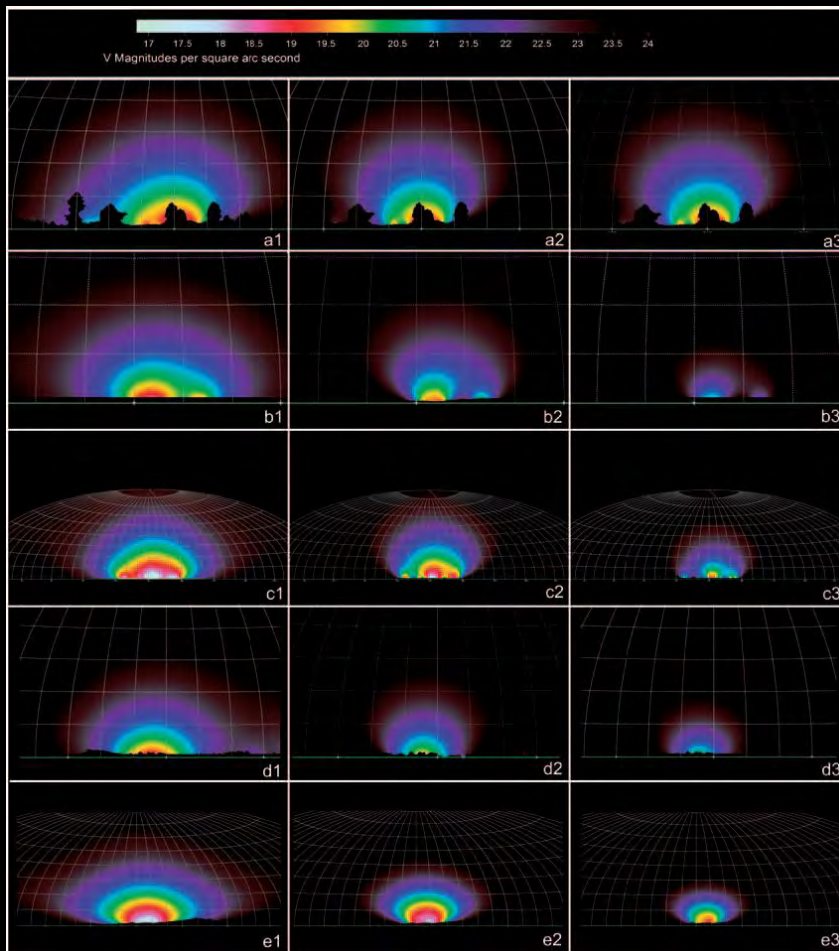 17 17.5 18 18.5 19 19.5 20 20.5 21 21.5 22 22.5 23 23.5 24
V Magnitudes per square arc second
a1 a2 a3
b1 b2 b3
c1 c2 c3
d1 d2 d3
e1 e2 e3